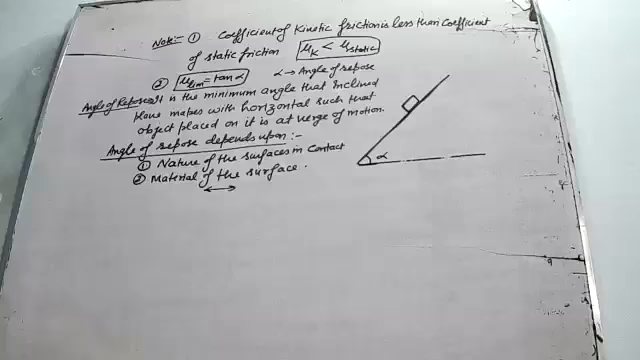 Note:- ① Coefficient of Kinetic friction is less than Coefficient
of static friction μk < μstatic
② μlim = tan α α → Angle of repose
Angle of Repose:- It is the minimum angle that Inclined
plane makes with horizontal such that
object placed on it is at verge of motion.
Angle of repose depends upon:-
① Nature of the surfaces in contact
② Material of the surface.
α